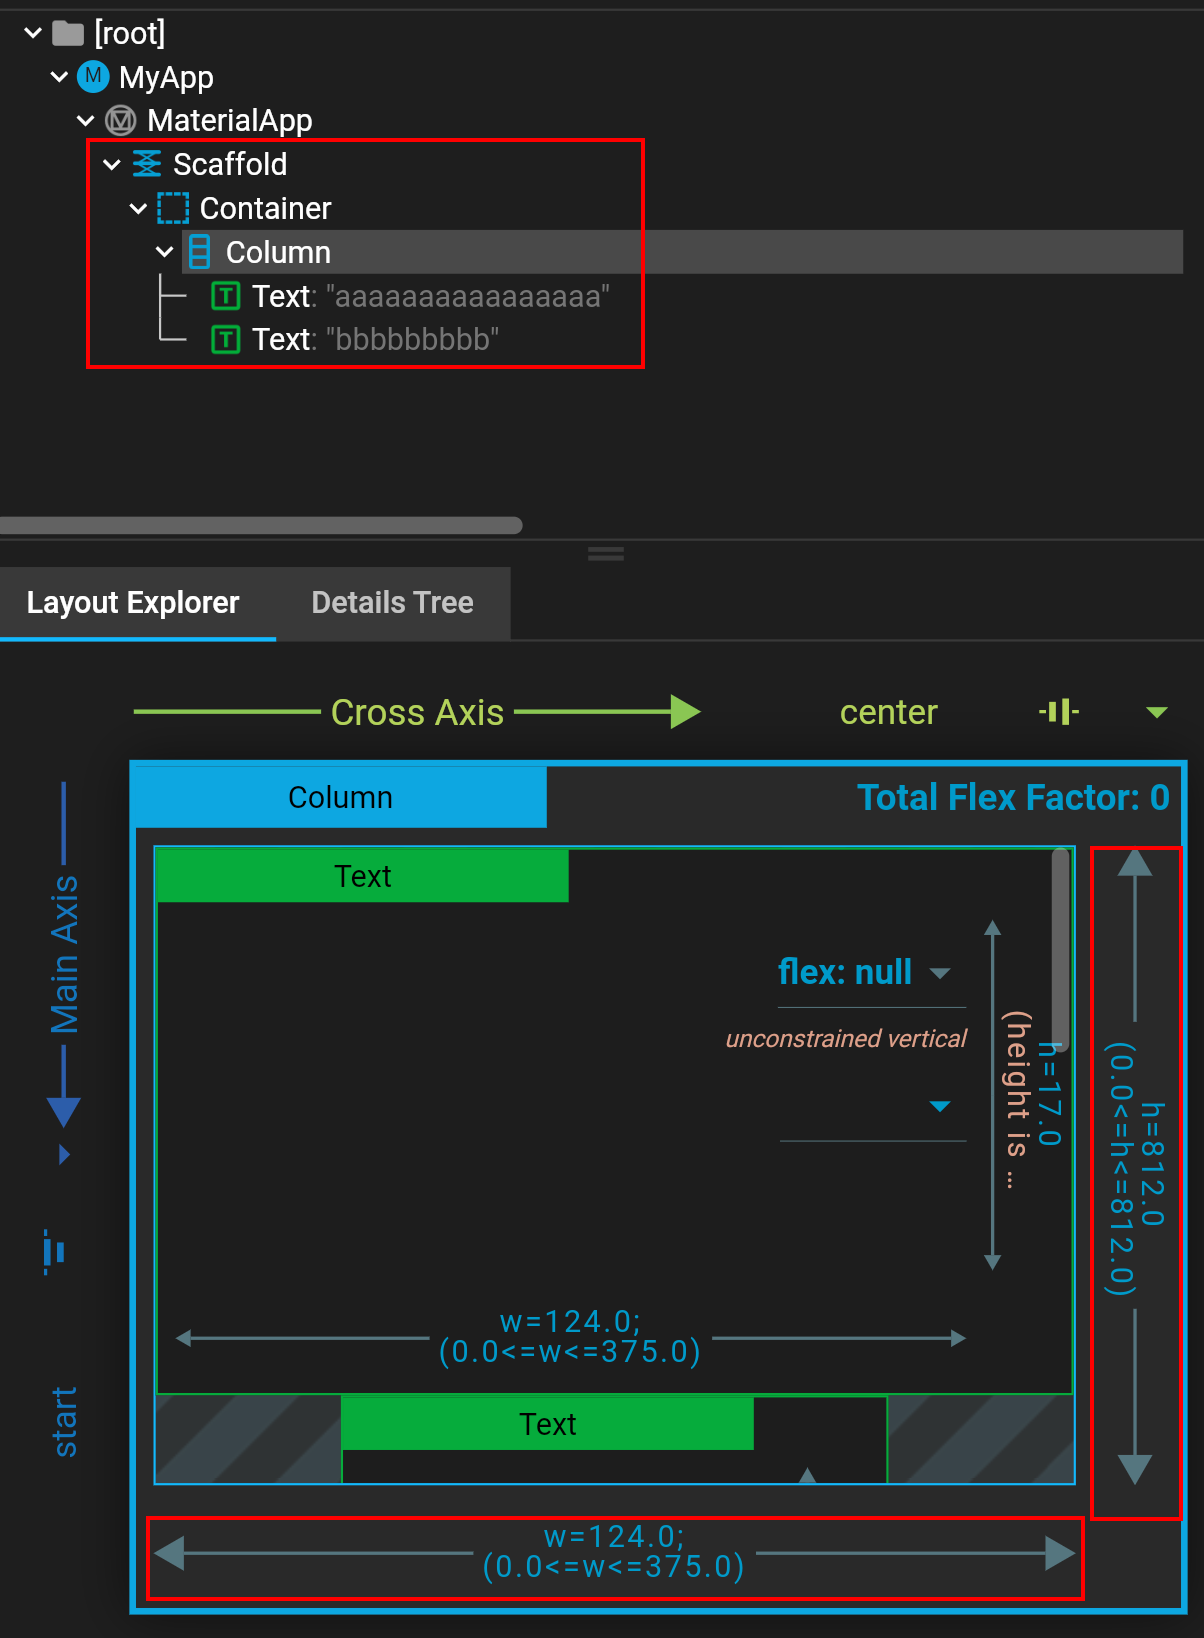 [root]
M MyApp
MaterialApp
Scaffold
Container
Column
T Text: "aaaaaaaaaaaaaaaa"
T Text: "bbbbbbbbb"
Layout Explorer Details Tree
Cross Axis center
Main Axis
start
Column Total Flex Factor: 0
Text
flex: null
unconstrained vertical
h=17.0
(height is ...
h=812.0
(0.0<=h<=812.0)
w=124.0;
(0.0<=w<=375.0)
Text
w=124.0;
(0.0<=w<=375.0)